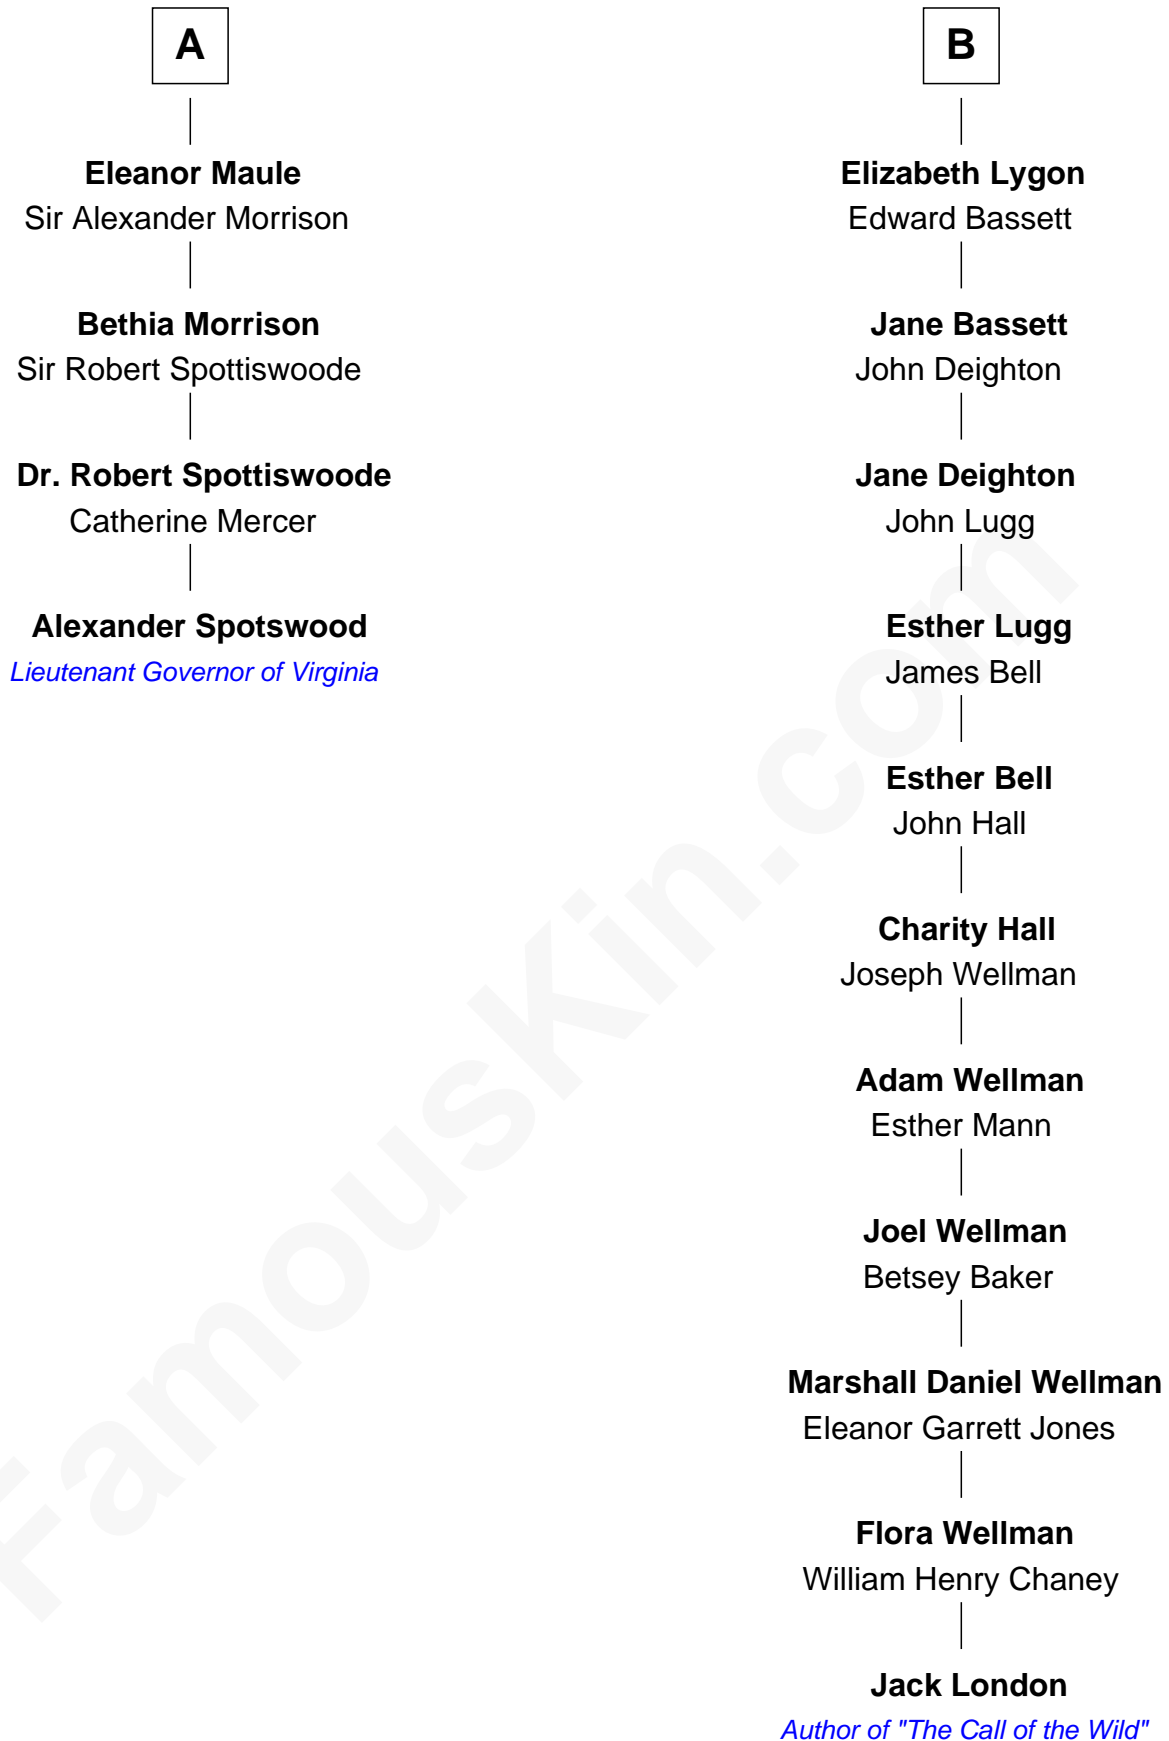 A
Eleanor Maule
Sir Alexander Morrison
Bethia Morrison
Sir Robert Spottiswoode
Dr. Robert Spottiswoode
Catherine Mercer
Alexander Spotswood
Lieutenant Governor of Virginia
B
Elizabeth Lygon
Edward Bassett
Jane Bassett
John Deighton
Jane Deighton
John Lugg
Esther Lugg
James Bell
Esther Bell
John Hall
Charity Hall
Joseph Wellman
Adam Wellman
Esther Mann
Joel Wellman
Betsey Baker
Marshall Daniel Wellman
Eleanor Garrett Jones
Flora Wellman
William Henry Chaney
Jack London
Author of "The Call of the Wild"
FamousKin.com